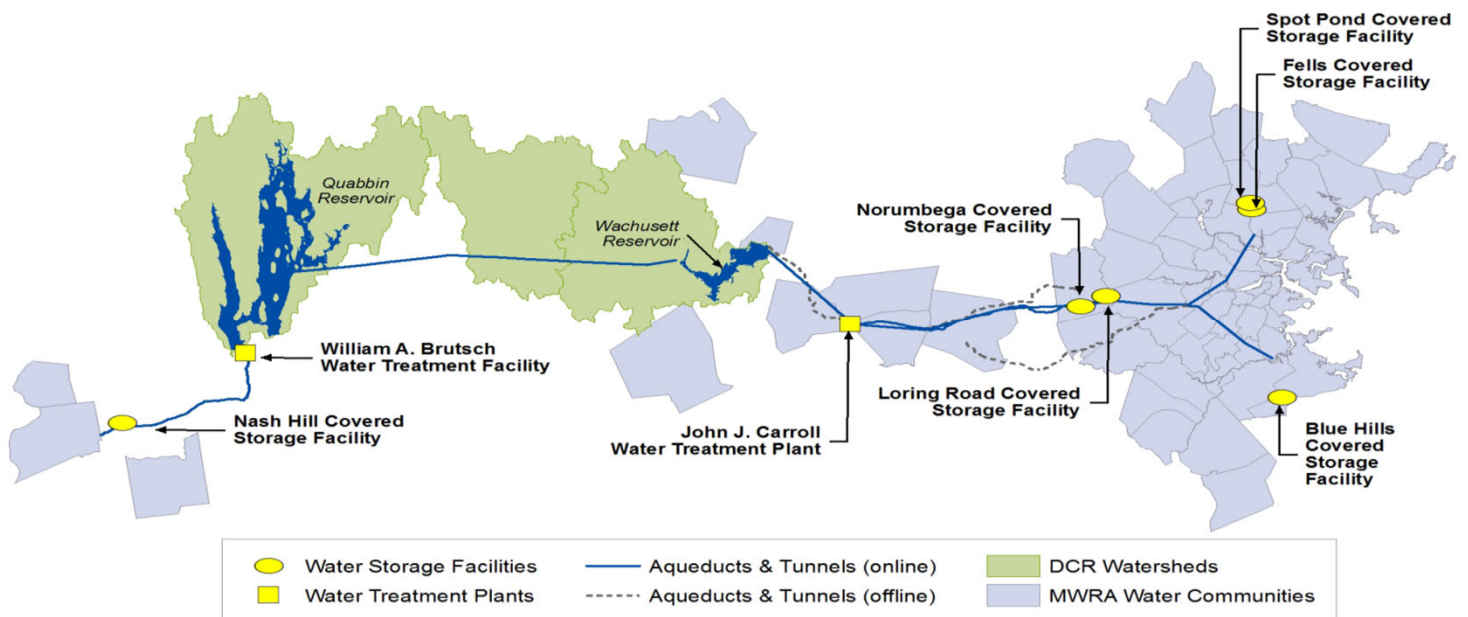 Spot Pond Covered
Storage Facility
Fells Covered
Storage Facility
Quabbin
Reservoir
Wachusett
Reservoir
Norumbega Covered
Storage Facility
William A. Brutsch
Water Treatment Facility
Nash Hill Covered
Storage Facility
John J. Carroll
Water Treatment Plant
Loring Road Covered
Storage Facility
Blue Hills
Covered
Storage
Facility
Water Storage Facilities
Aqueducts & Tunnels (online)
DCR Watersheds
Water Treatment Plants
Aqueducts & Tunnels (offline)
MWRA Water Communities